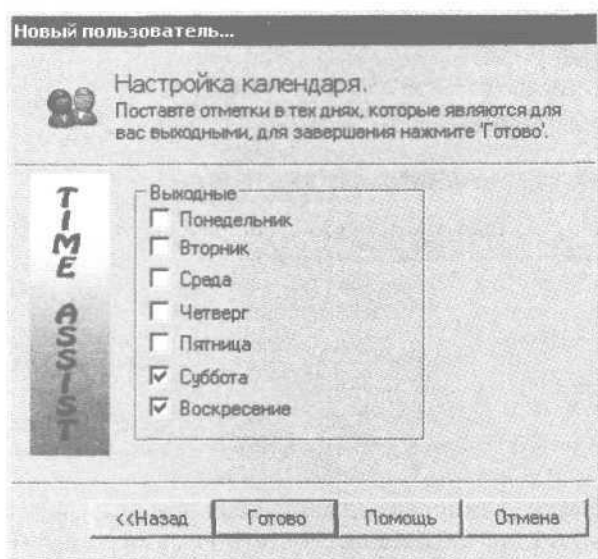 Новый пользователь...
Настройка календаря.
Поставте отметки в тех днях, которые являются для
вас выходными, для завершения нажмите 'Готово'.
TIME ASSIST
Выходные
Понедельник
Вторник
Среда
Четверг
Пятница
Суббота
Воскресение
<<Назад
Готово
Помощь
Отмена